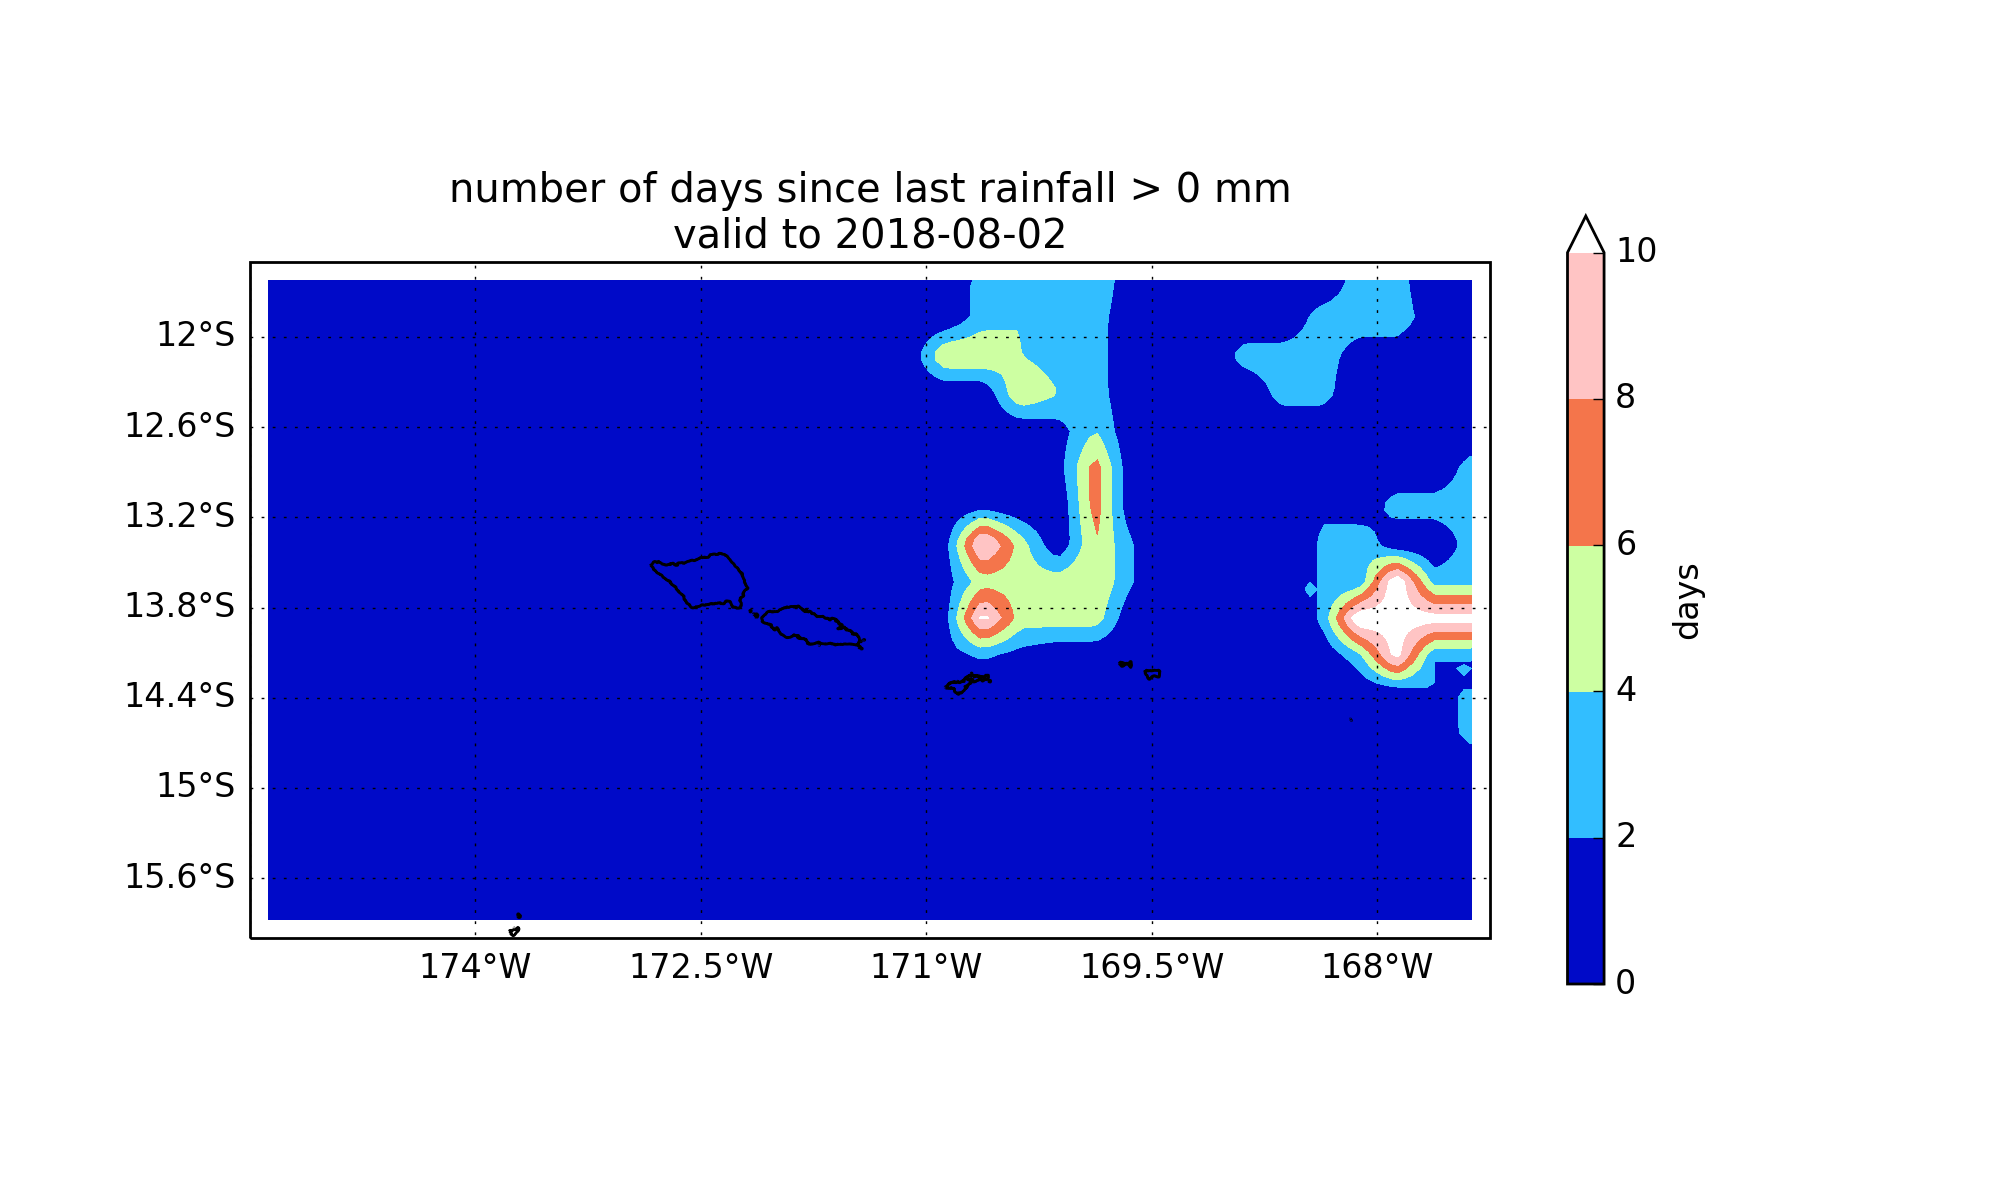 number of days since last rainfall > 0 mm
valid to 2018-08-02
12°S
12.6°S
13.2°S
13.8°S
14.4°S
15°S
15.6°S
174°W
172.5°W
171°W
169.5°W
168°W
10
8
6
4
2
0
days